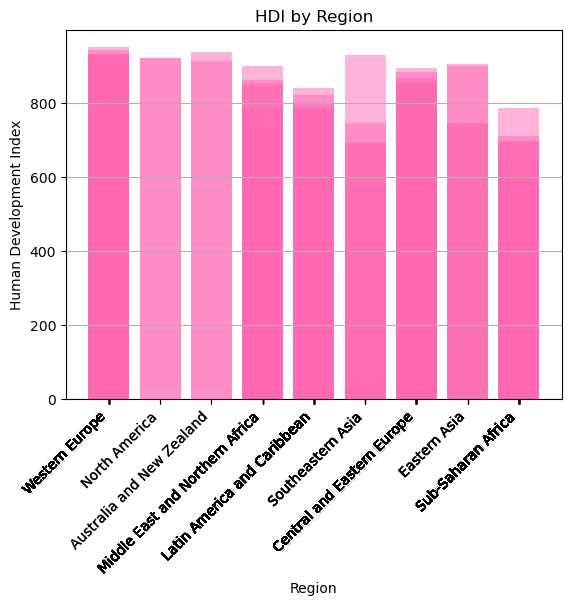 HDI by Region
Human Development Index
800
600
400
200
0
Western Europe
North America
Australia and New Zealand
Middle East and Northern Africa
Latin America and Caribbean
Southeastern Asia
Central and Eastern Europe
Eastern Asia
Sub-Saharan Africa
Region